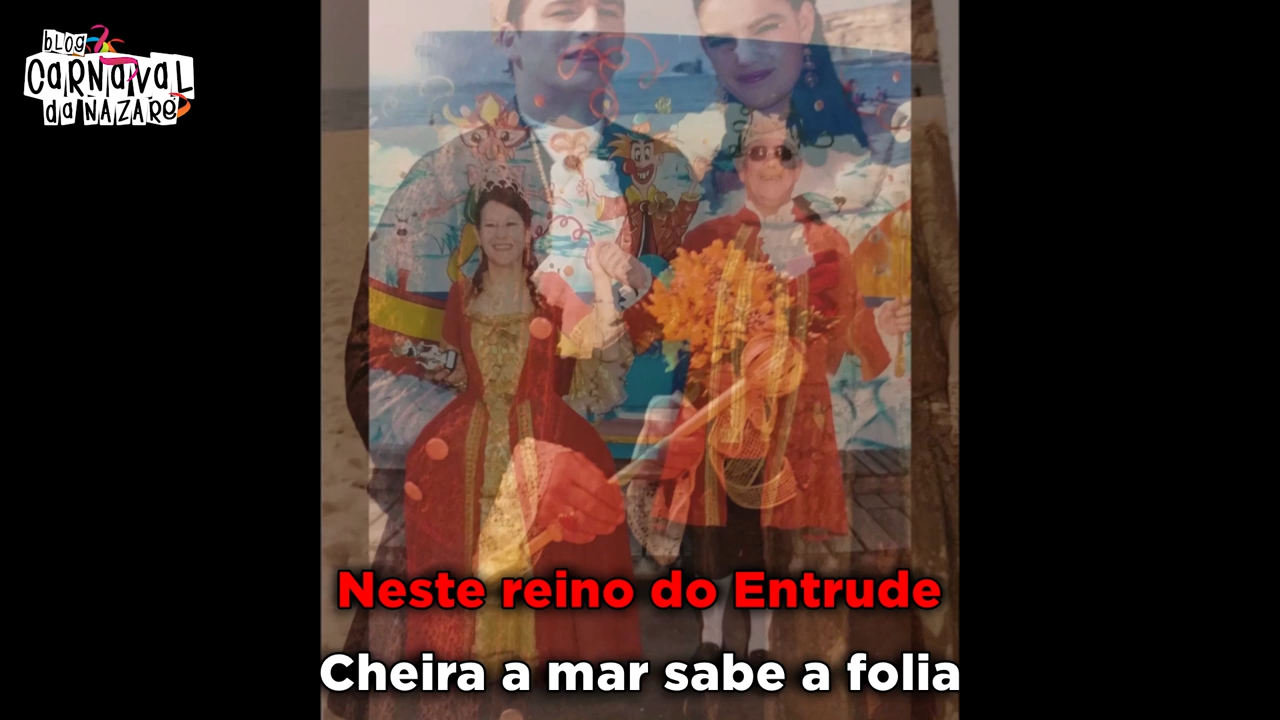 BLOG
CARNAVAL
da NAZARÉ
Neste reino do Entrude
Cheira a mar sabe a folia